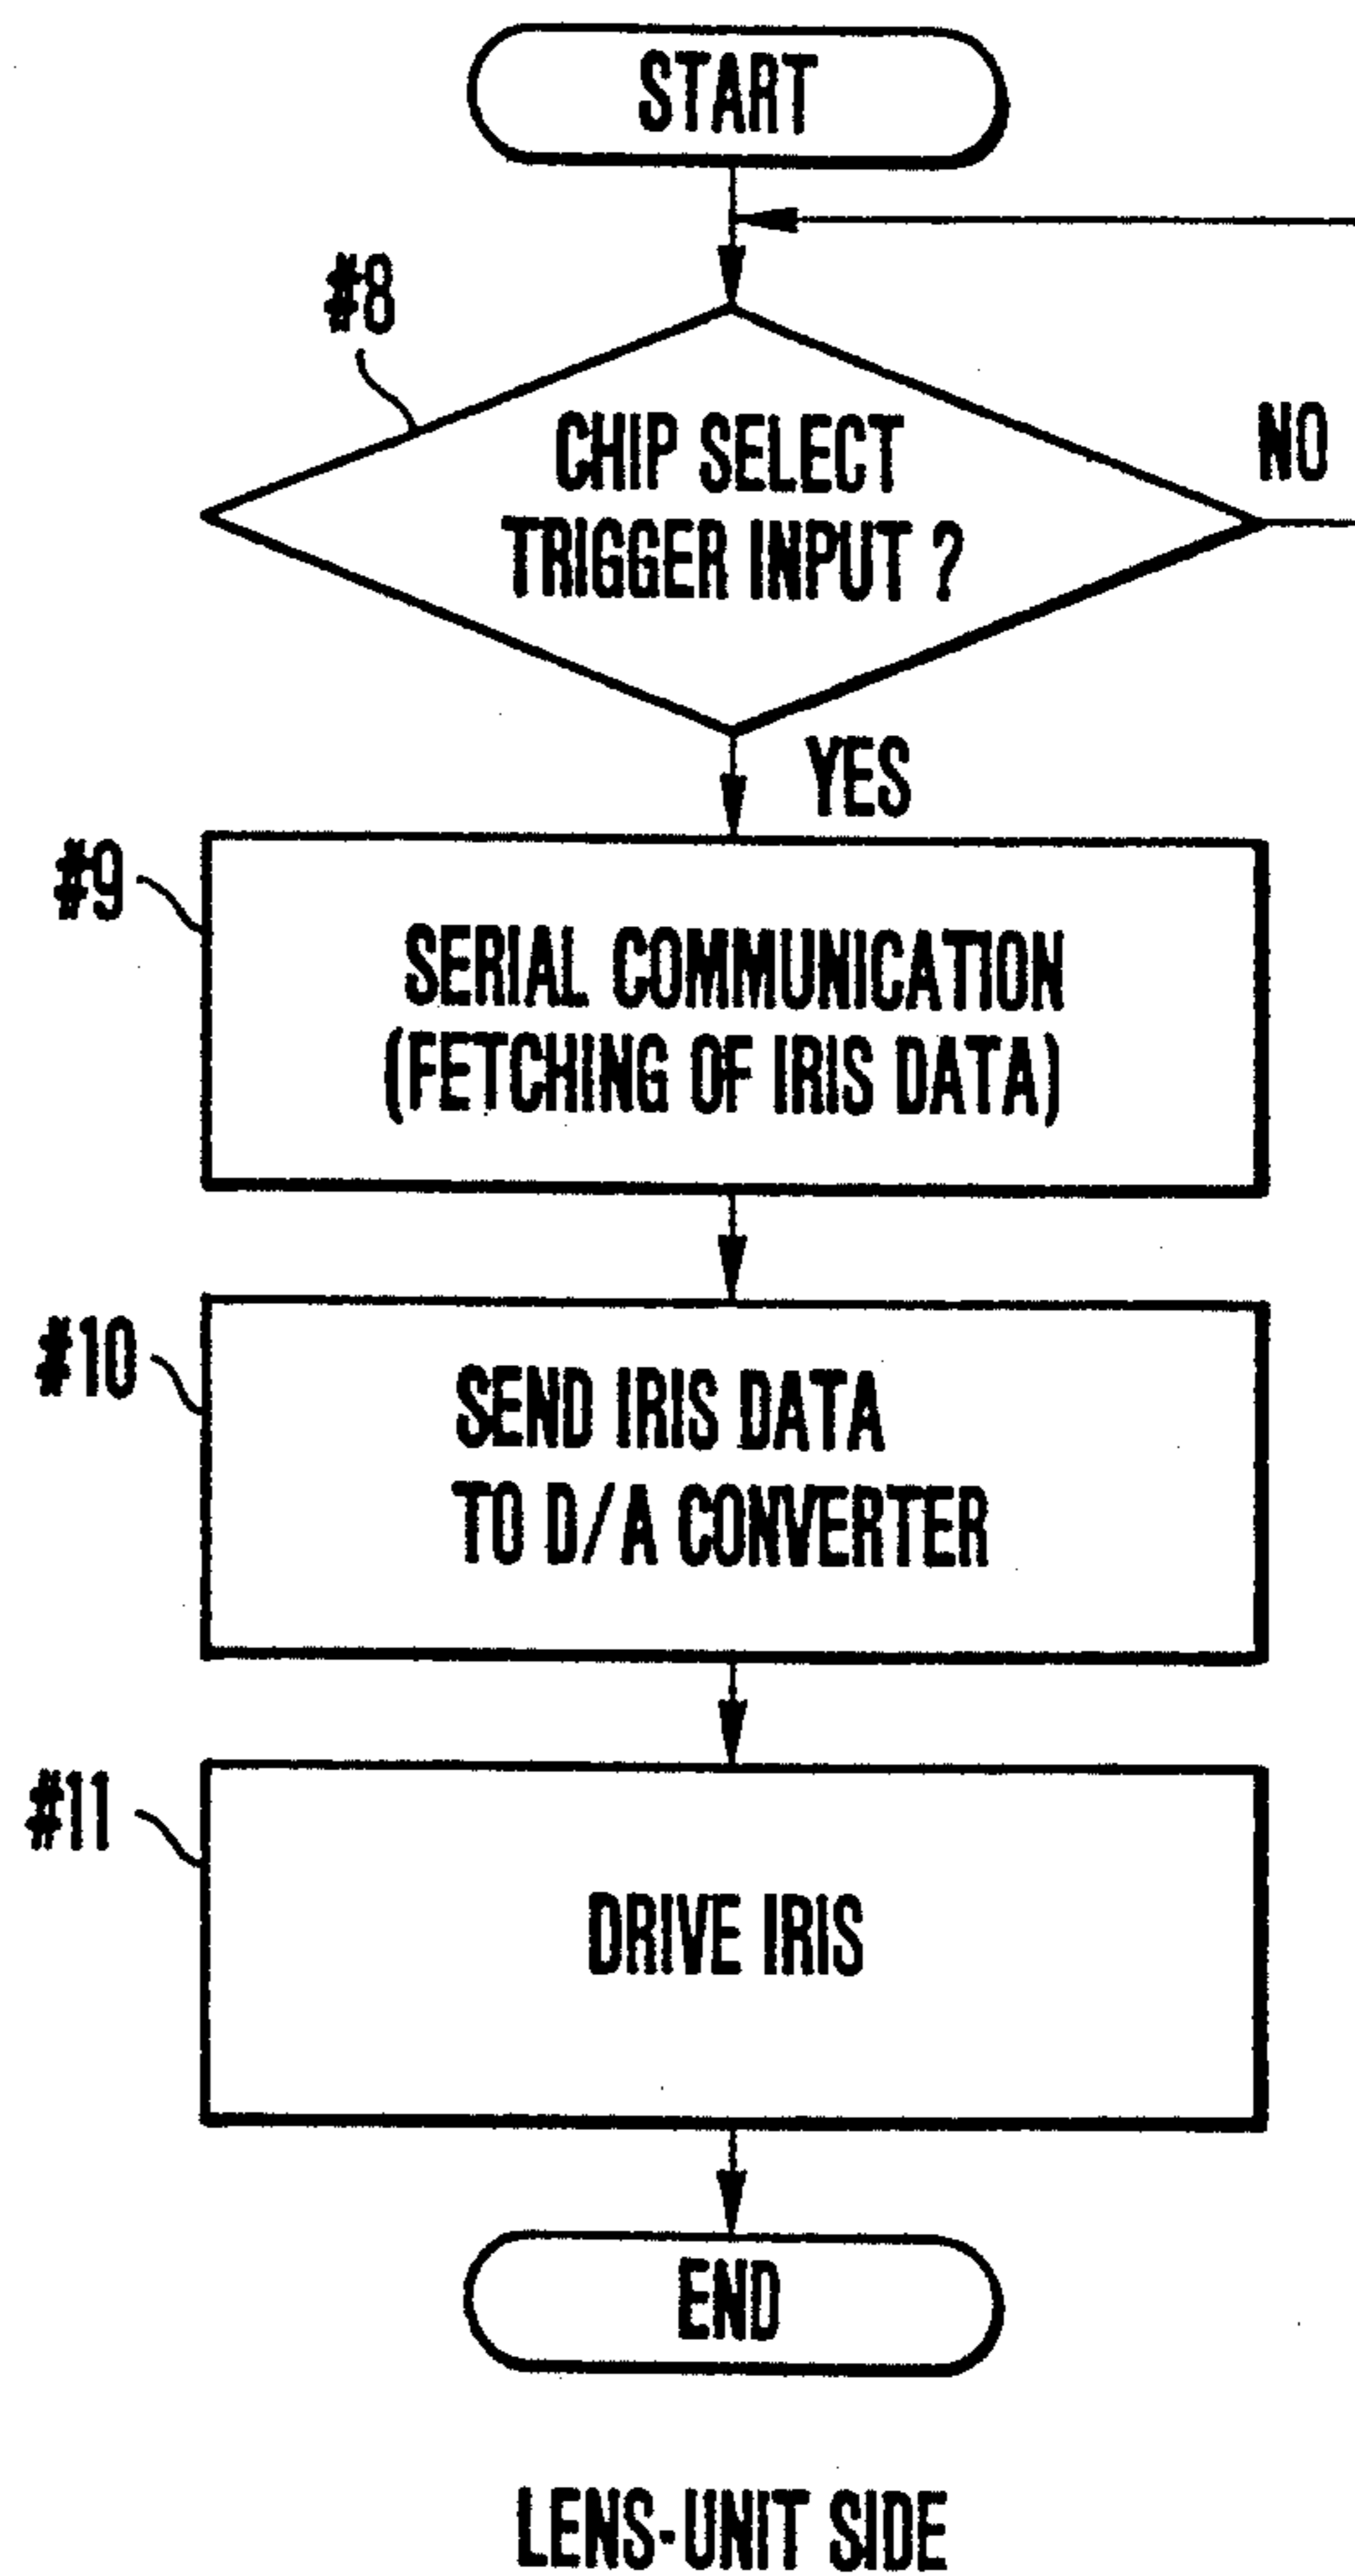 START
#8
CHIP SELECT
TRIGGER INPUT ?
NO
YES
#9
SERIAL COMMUNICATION
(FETCHING OF IRIS DATA)
#10
SEND IRIS DATA
TO D/A CONVERTER
#11
DRIVE IRIS
END
LENS-UNIT SIDE